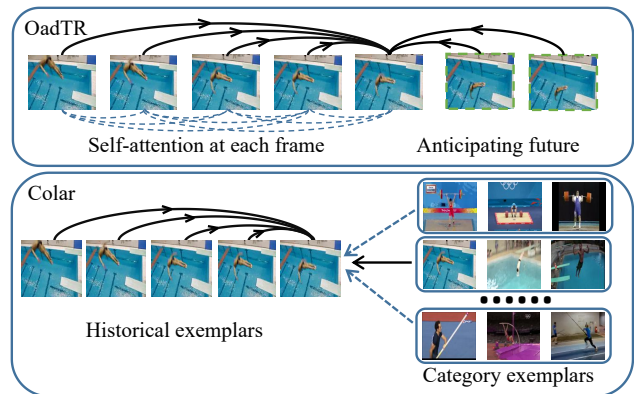 OadTR
Self-attention at each frame
Anticipating future
Colar
Historical exemplars
Category exemplars